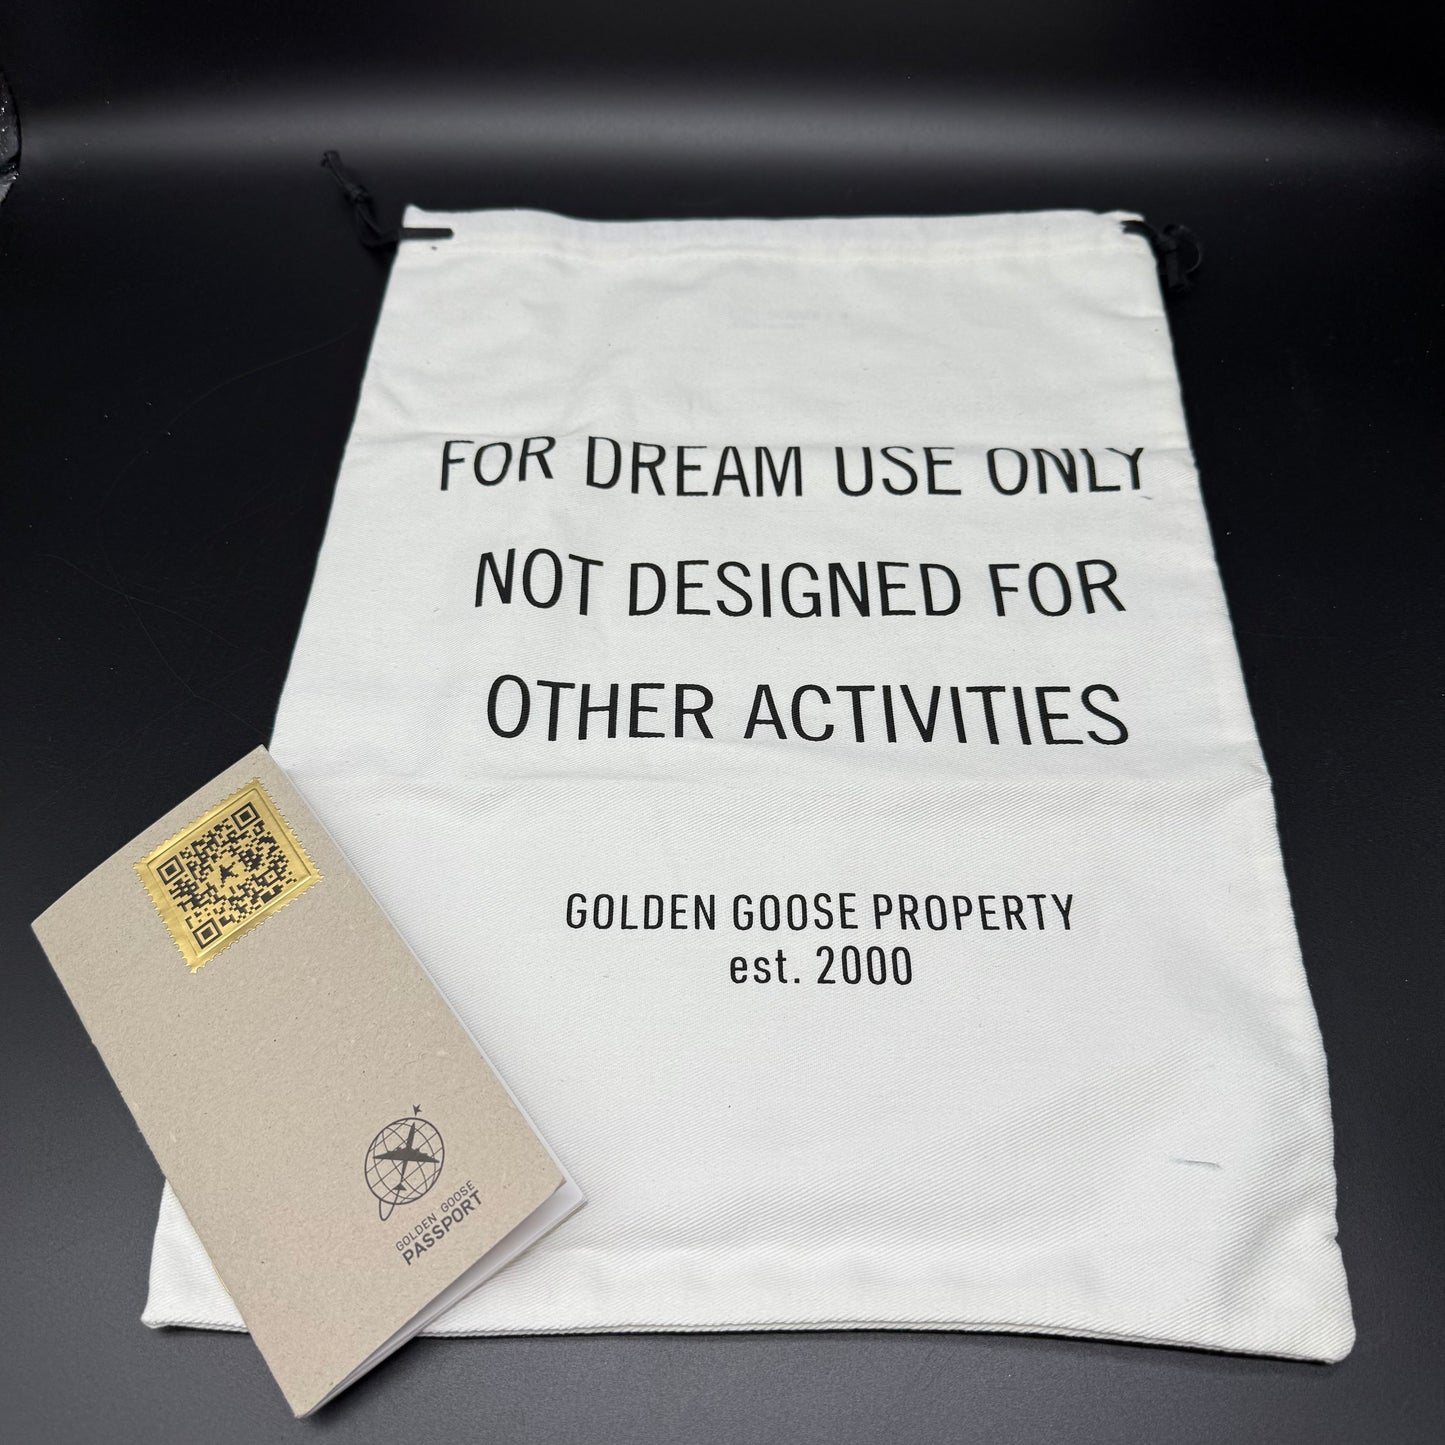 FOR DREAM USE ONLY
NOT DESIGNED FOR
OTHER ACTIVITIES
GOLDEN GOOSE PROPERTY
est. 2000
GOLDEN GOOSE
PASSPORT